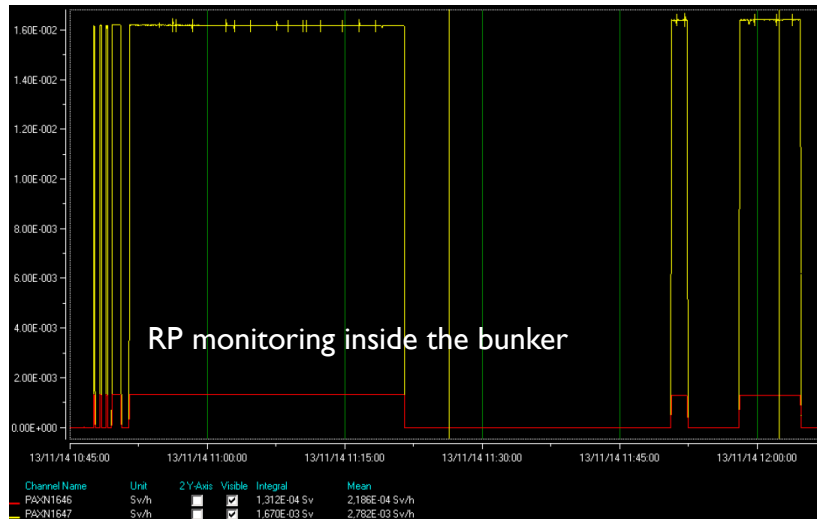 1.60E-002
1.40E-002
1.20E-002
1.00E-002
8.00E-003
6.00E-003
4.00E-003
RP monitoring inside the bunker
2.00E-003
0.00E+000
13/11/14 10:45:00 13/11/14 11:00:00 13/11/14 11:15:00 13/11/14 11:30:00 13/11/14 11:45:00 13/11/14 12:00:00
Channel Name Unit 2 Y-Axis Visible Integral Mean
PAXN1646 Sv/h 1,312E-04 Sv 2,186E-04 Sv/h
PAXN1647 Sv/h 1,670E-03 Sv 2,782E-03 Sv/h